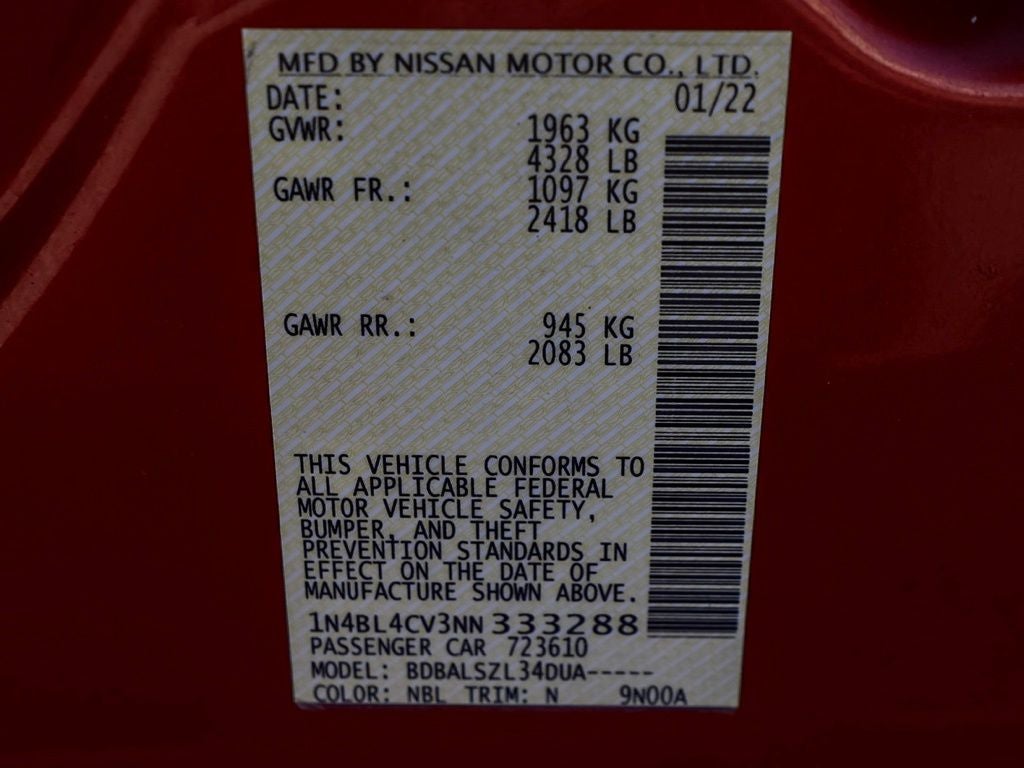 MFD BY NISSAN MOTOR CO., LTD.
DATE: 01/22
GVWR: 1963 KG
4328 LB
GAWR FR.: 1097 KG
2418 LB
GAWR RR.: 945 KG
2083 LB
THIS VEHICLE CONFORMS TO
ALL APPLICABLE FEDERAL
MOTOR VEHICLE SAFETY,
BUMPER, AND THEFT
PREVENTION STANDARDS IN
EFFECT ON THE DATE OF
MANUFACTURE SHOWN ABOVE.
1N4BL4CV3NN333288
PASSENGER CAR 723610
MODEL: BDBALSZL34DUA-----
COLOR: NBL TRIM: N 9N00A